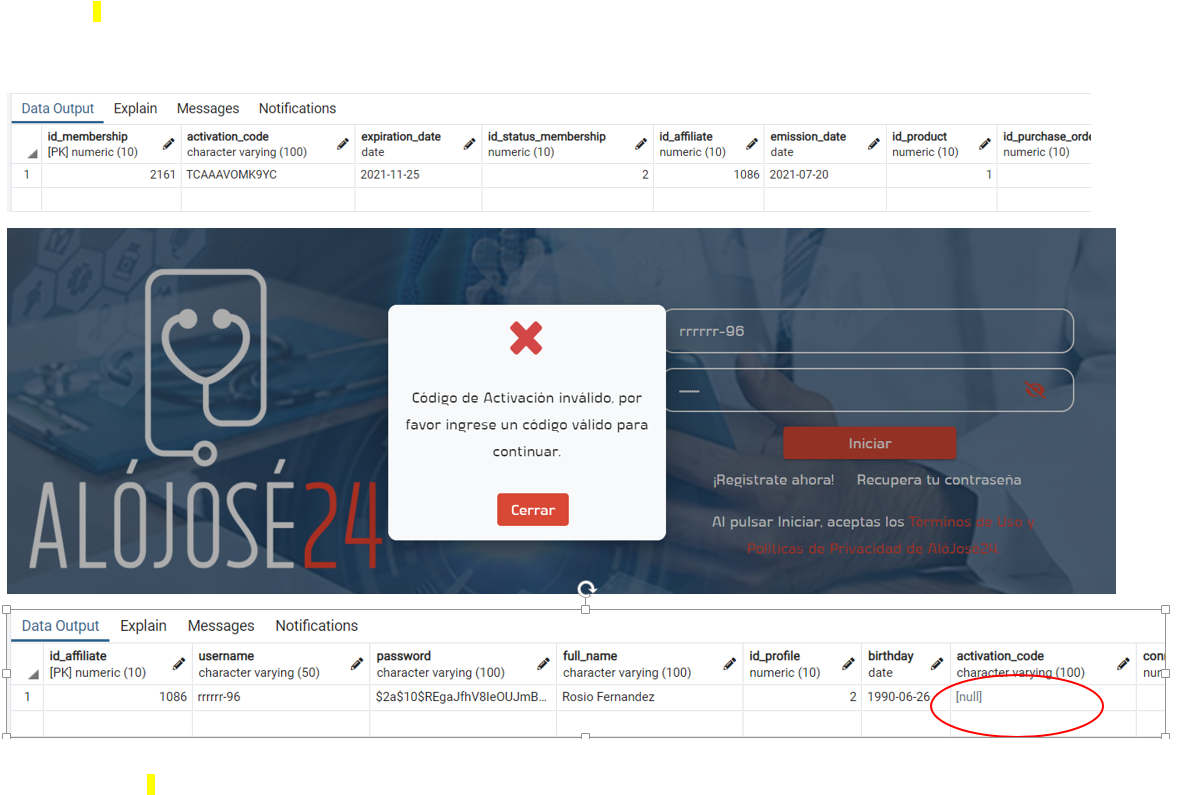 Data Output Explain Messages Notifications
id_membership activation_code expiration_date id_status_membership id_affiliate emission_date id_product id_purchase_orde
[PK] numeric (10) character varying (100) date numeric (10) numeric (10) date numeric (10) numeric (10)
1 2161 TCAAAVOMK9YC 2021-11-25 2 1086 2021-07-20 1
rrrrrr-96
Código de Activación inválido, por
favor ingrese un código válido para
continuar.
Cerrar
Iniciar
¡Registrate ahora! Recupera tu contraseña
Al pulsar Iniciar, aceptas los Terminos de Uso y
Políticas de Privacidad de AlóJosé24.
ALÓJOSÉ24
Data Output Explain Messages Notifications
id_affiliate username password full_name id_profile birthday activation_code con
[PK] numeric (10) character varying (50) character varying (100) character varying (100) numeric (10) date character varying (100) num
1 1086 rrrrrr-96 $2a$10$REgaJfhV8IeOUJmB... Rosio Fernandez 2 1990-06-26 [null]